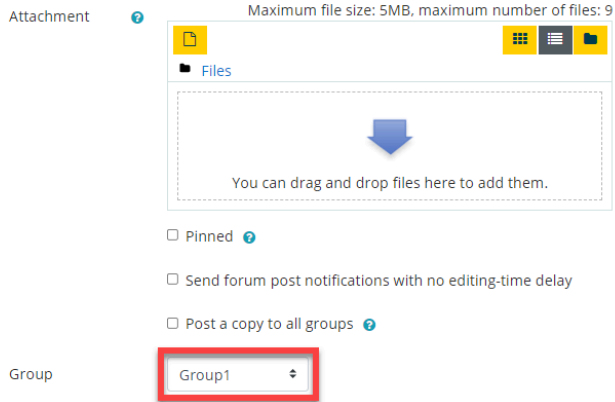 Attachment
Maximum file size: 5MB, maximum number of files: 9
Files
You can drag and drop files here to add them.
Pinned
Send forum post notifications with no editing-time delay
Post a copy to all groups
Group
Group1